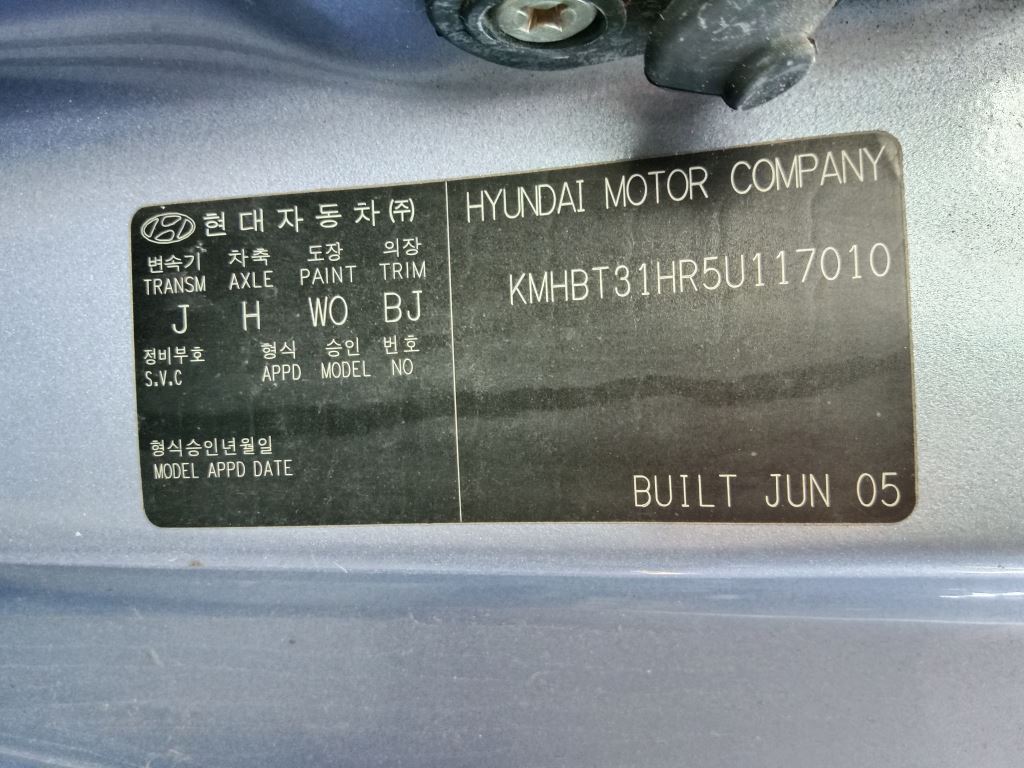 현대자동차㈜
변속기 차축 도장 의장
TRANSM AXLE PAINT TRIM
J H WO BJ
정비부호 형식 승인 번호
S.V.C APPD MODEL NO
형식승인년월일
MODEL APPD DATE
HYUNDAI MOTOR COMPANY
KMHBT31HR5U117010
BUILT JUN 05